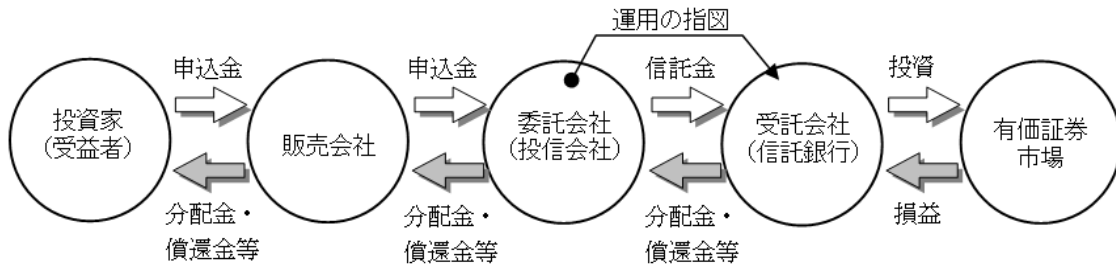 運用の指図
申込金
申込金
信託金
投資
投資家
(受益者)
販売会社
委託会社
(投信会社)
受託会社
(信託銀行)
有価証券
市場
分配金・
償還金等
分配金・
償還金等
分配金・
償還金等
損益